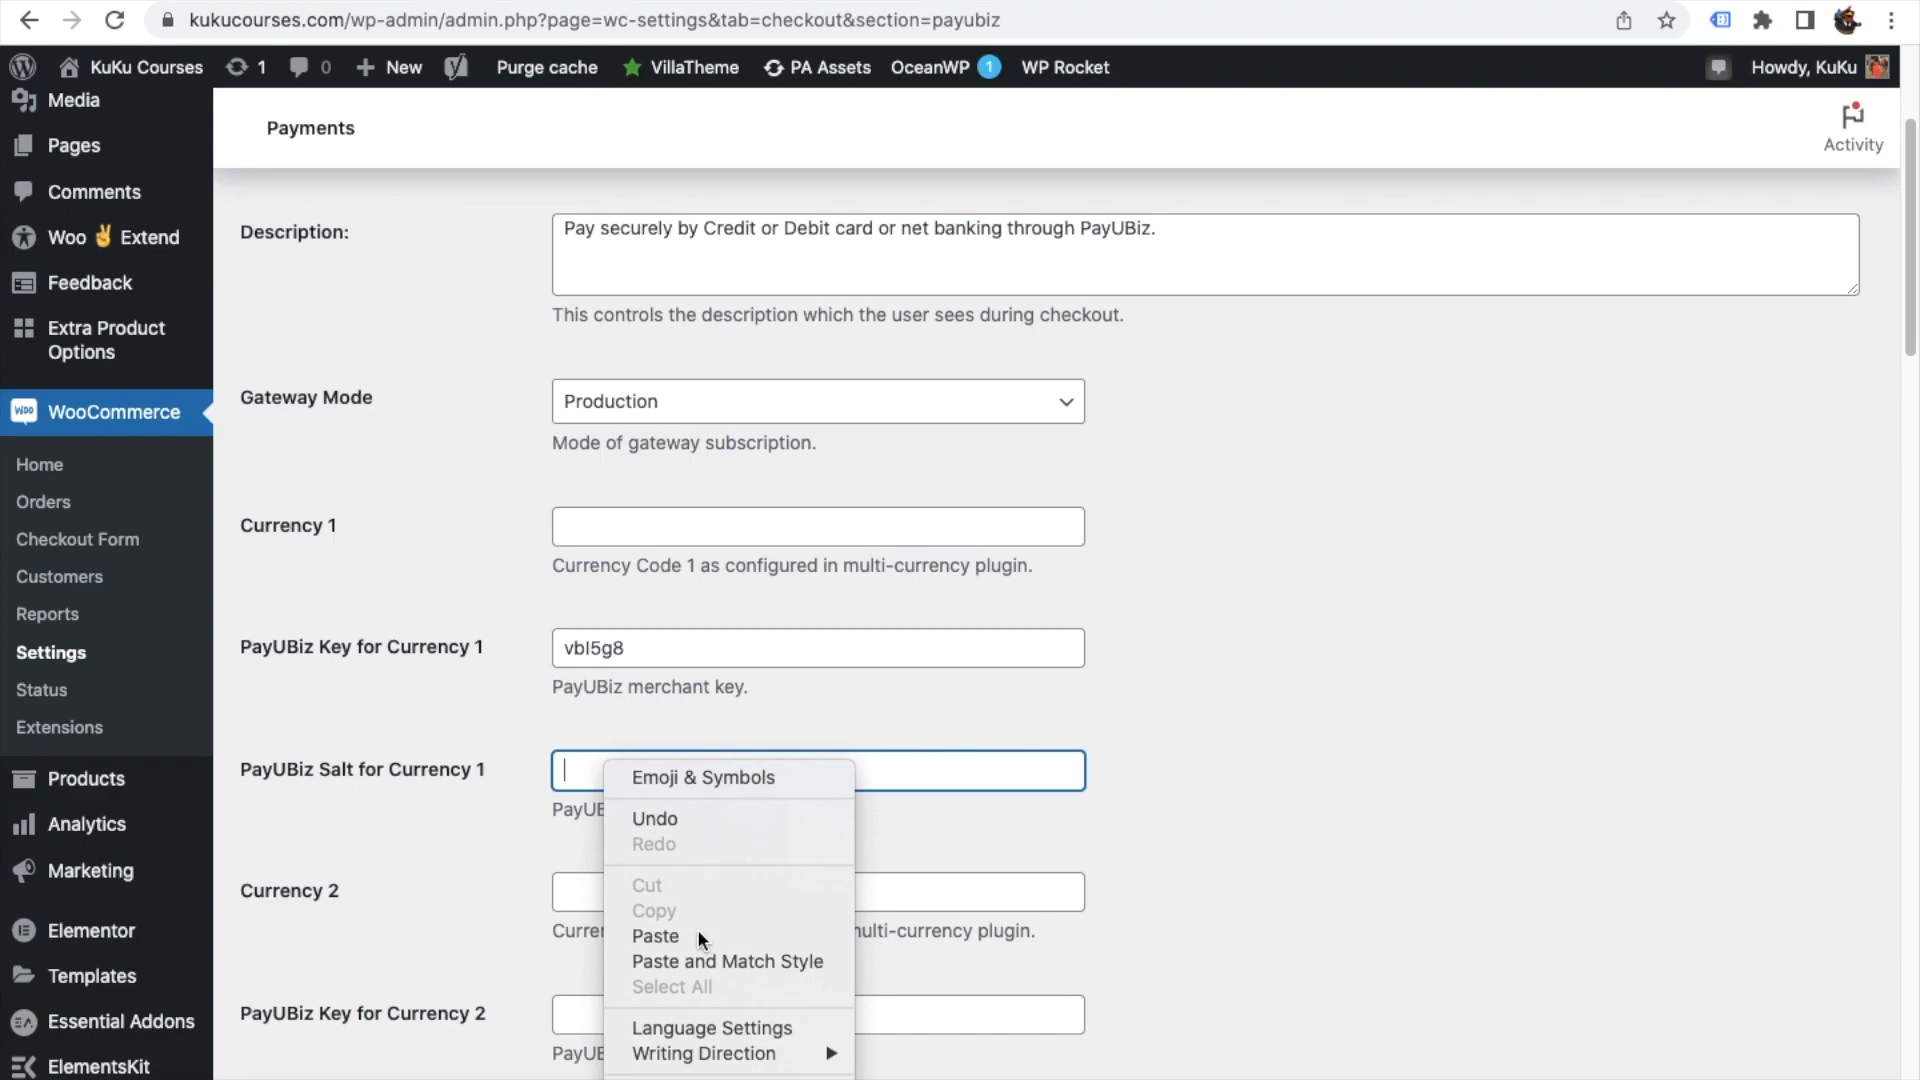 kukucourses.com/wp-admin/admin.php?page=wc-settings&tab=checkout&section=payubiz
KuKu Courses
1
0
New
Purge cache
VillaTheme
PA Assets
OceanWP 1
WP Rocket
Howdy, KuKu
Media
Pages
Comments
Woo ✌ Extend
Feedback
Extra Product
Options
WooCommerce
Home
Orders
Checkout Form
Customers
Reports
Settings
Status
Extensions
Products
Analytics
Marketing
Elementor
Templates
Essential Addons
ElementsKit
Payments
Activity
Description:
Pay securely by Credit or Debit card or net banking through PayUBiz.
This controls the description which the user sees during checkout.
Gateway Mode
Production
Mode of gateway subscription.
Currency 1
Currency Code 1 as configured in multi-currency plugin.
PayUBiz Key for Currency 1
vbI5g8
PayUBiz merchant key.
PayUBiz Salt for Currency 1
PayUB
Currency 2
Curre
multi-currency plugin.
PayUBiz Key for Currency 2
PayUB
Emoji & Symbols
Undo
Redo
Cut
Copy
Paste
Paste and Match Style
Select All
Language Settings
Writing Direction